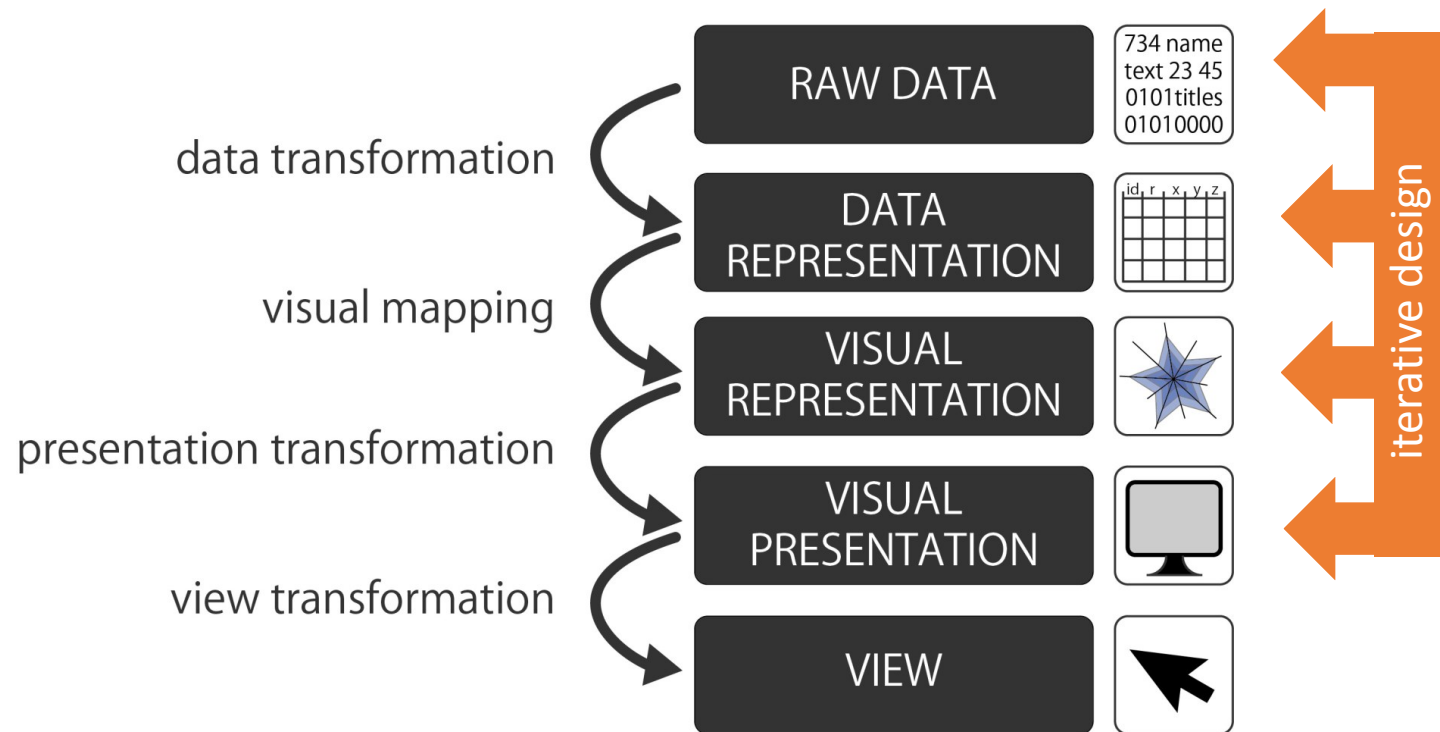 RAW DATA
734 name
text 23 45
0101titles
01010000
data transformation
DATA
REPRESENTATION
id r x y z
visual mapping
VISUAL
REPRESENTATION
presentation transformation
VISUAL
PRESENTATION
view transformation
VIEW
iterative design